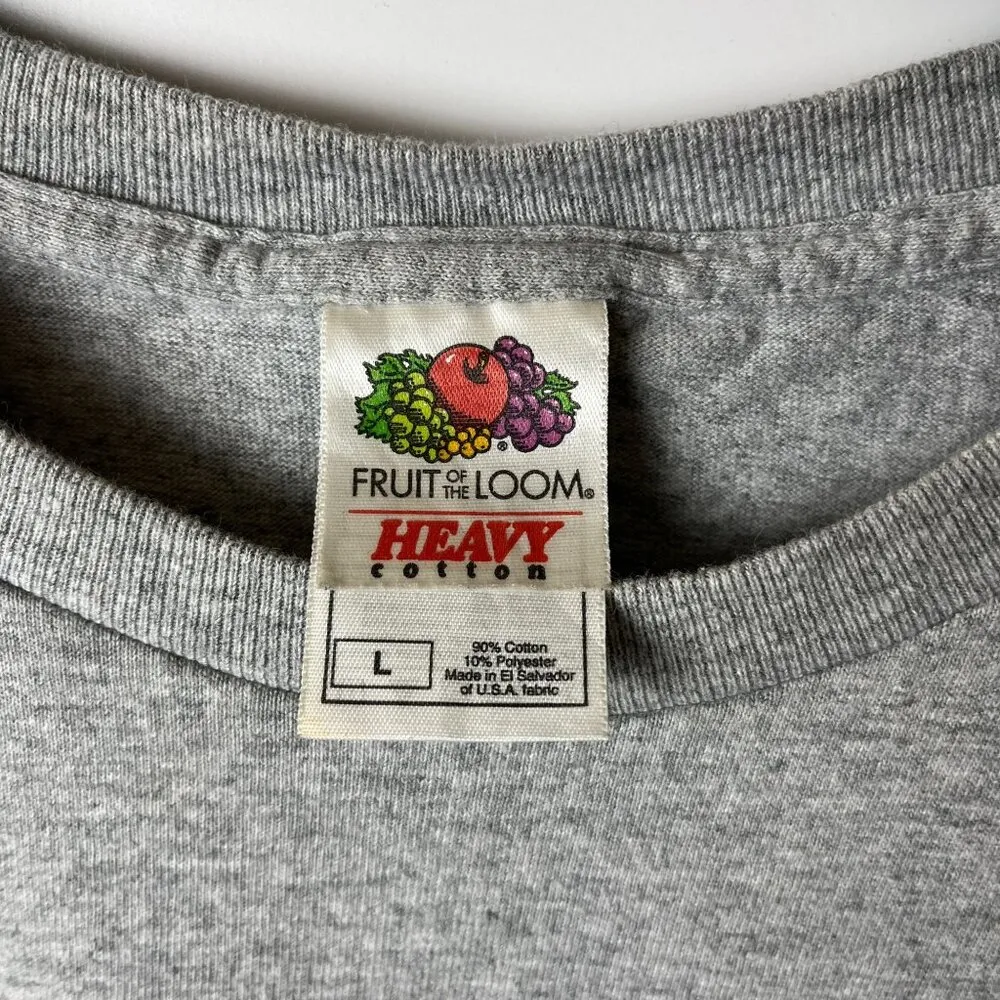 ®
FRUIT OF THE LOOM®
HEAVY
cotton
L
90% Cotton
10% Polyester
Made in El Salvador
of U.S.A. fabric